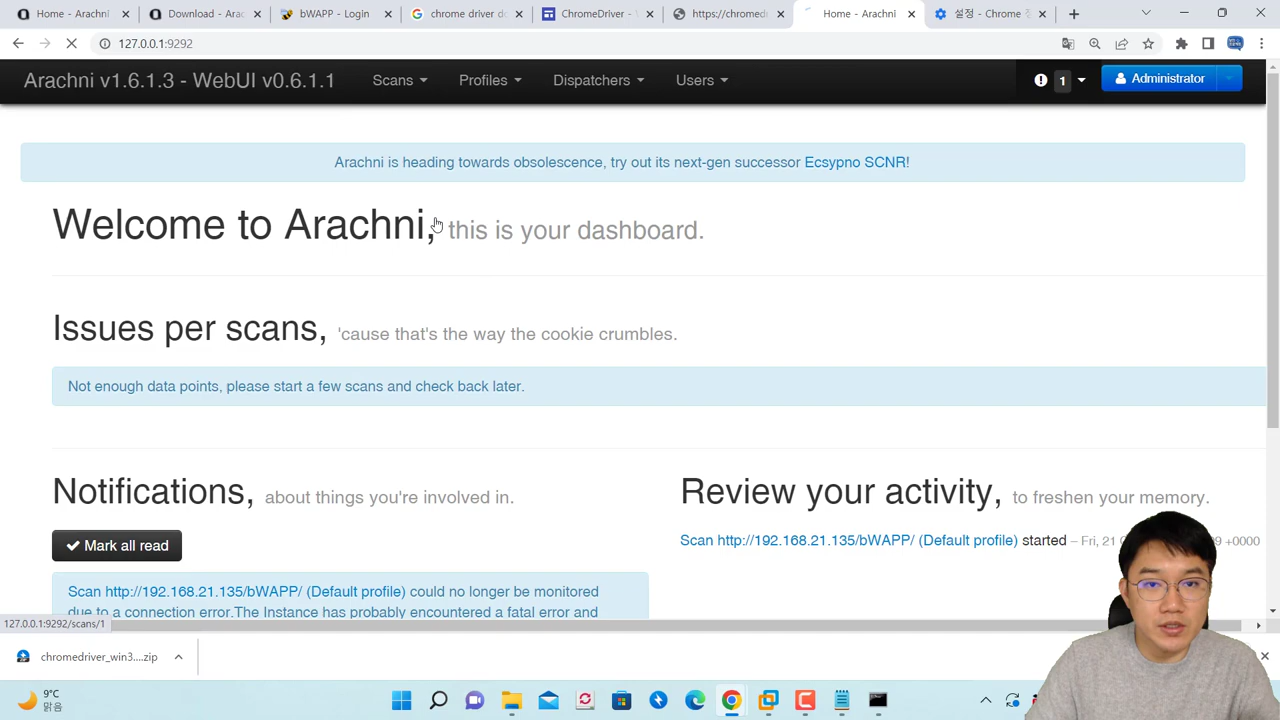 Home - Arachni
Download - Arac
bWAPP - Login
chrome driver do
ChromeDriver -
https://chromed
Home - Arachni
설정 - Chrome
127.0.0.1:9292
Arachni v1.6.1.3 - WebUI v0.6.1.1
Scans
Profiles
Dispatchers
Users
1
Administrator
Arachni is heading towards obsolescence, try out its next-gen successor Ecsypno SCNR!
Welcome to Arachni, this is your dashboard.
Issues per scans, 'cause that's the way the cookie crumbles.
Not enough data points, please start a few scans and check back later.
Notifications, about things you're involved in.
Mark all read
Scan http://192.168.21.135/bWAPP/ (Default profile) could no longer be monitored
due to a connection error.The Instance has probably encountered a fatal error and
Review your activity, to freshen your memory.
Scan http://192.168.21.135/bWAPP/ (Default profile) started – Fri, 21 +0000
127.0.0.1:9292/scans/1
chromedriver_win3....zip
9°C
맑음